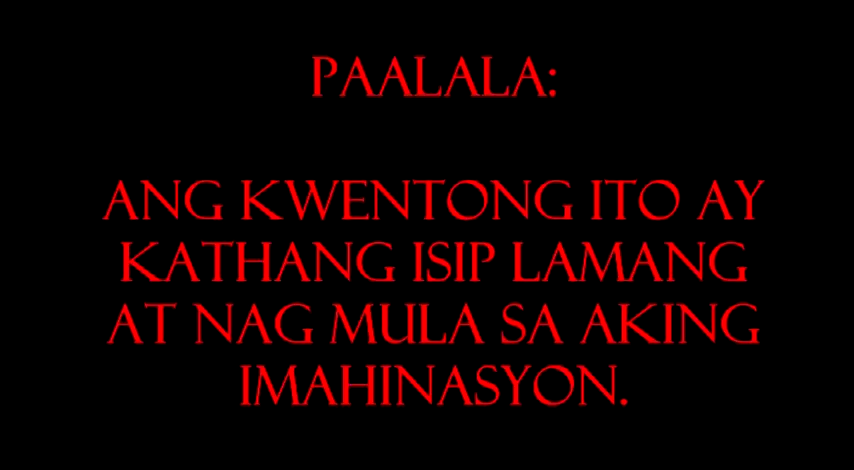 PAALALA:
ANG KWENTONG ITO AY
KATHANG ISIP LAMANG
AT NAG MULA SA AKING
IMAHINASYON.